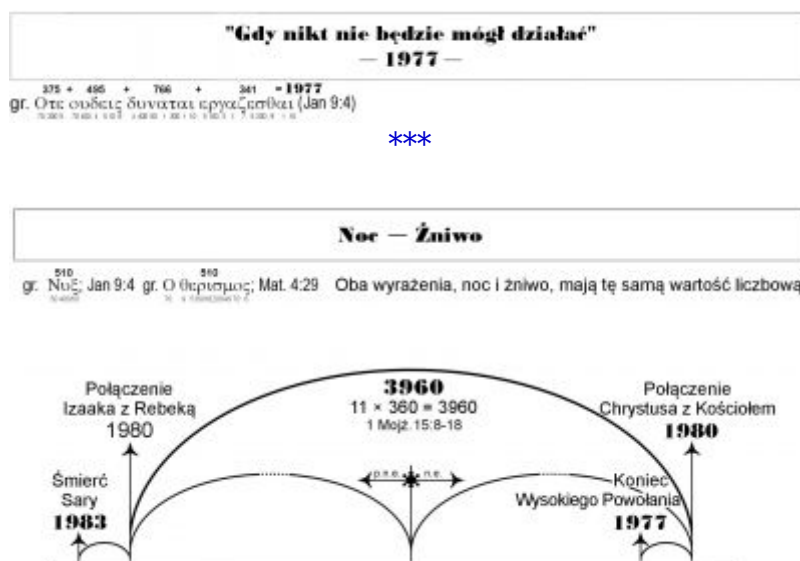 "Gdy nikt nie będzie mógł działać"
— 1977 —
375 + 495 + 766 + 341 = 1977
gr. Οτε ουδεις δυναται εργαζεσθαι (Jan 9:4)
***
Noc — Żniwo
510 510
gr. Νυξ; Jan 9:4 gr. Ο θερισμος; Mat. 4:29 Oba wyrażenia, noc i żniwo, mają tę samą wartość liczbową
Połączenie
Izaaka z Rebeką
1980
3960
11 × 360 = 3960
1 Mojż. 15:8-18
Połączenie
Chrystusa z Kościołem
1980
p.n.e. n.e.
Śmierć
Sary
1983
Koniec
Wysokiego Powołania
1977